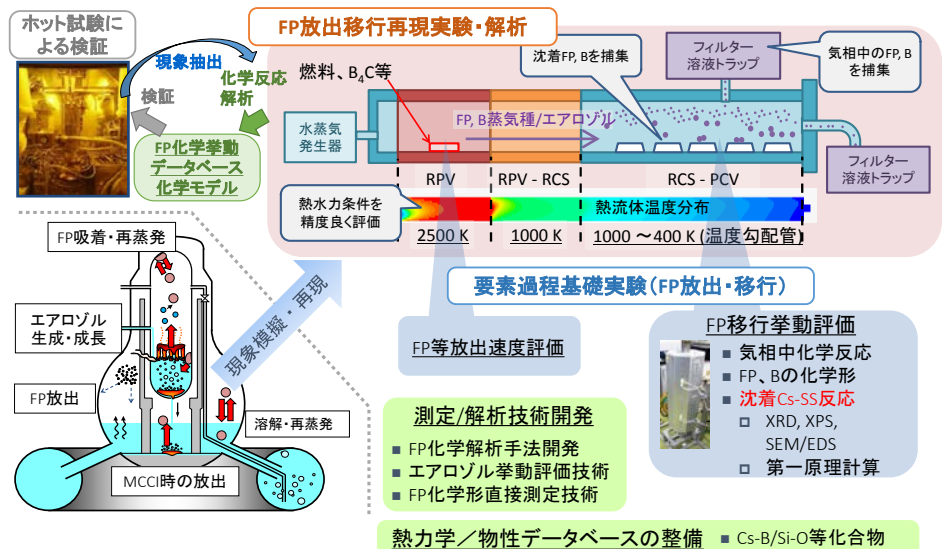 ホット試験に
よる検証
現象抽出
化学反応
解析
検証
FP化学挙動
データベース
化学モデル
FP放出移行再現実験・解析
燃料、B₄C等
沈着FP, Bを捕集
フィルター
溶液トラップ
気相中のFP, B
を捕集
水蒸気
発生器
FP, B蒸気種/エアロゾル
フィルター
溶液トラップ
RPV
RPV - RCS
RCS - PCV
熱水力条件を
精度良く評価
熱流体温度分布
2500 K
1000 K
1000 ～400 K (温度勾配管)
FP吸着・再蒸発
エアロゾル
生成・成長
FP放出
溶解・再蒸発
MCCI時の放出
現象模擬・再現
要素過程基礎実験(FP放出・移行)
FP等放出速度評価
FP移行挙動評価
■ 気相中化学反応
■ FP、Bの化学形
■ 沈着Cs-SS反応
□ XRD, XPS,
SEM/EDS
□ 第一原理計算
測定/解析技術開発
■ FP化学解析手法開発
■ エアロゾル挙動評価技術
■ FP化学形直接測定技術
熱力学／物性データベースの整備 ■ Cs-B/Si-O等化合物